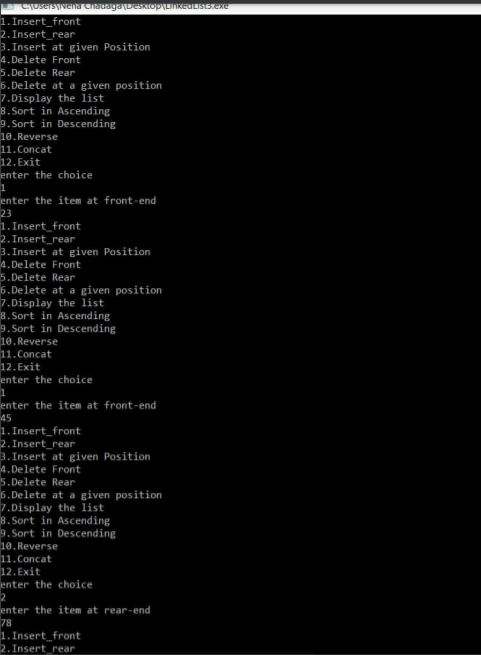 C:\Users\Neha Chadaga\Desktop\LinkedList3.exe
1.Insert_front
2.Insert_rear
3.Insert at given Position
4.Delete Front
5.Delete Rear
6.Delete at a given position
7.Display the list
8.Sort in Ascending
9.Sort in Descending
10.Reverse
11.Concat
12.Exit
enter the choice
1
enter the item at front-end
23
1.Insert_front
2.Insert_rear
3.Insert at given Position
4.Delete Front
5.Delete Rear
6.Delete at a given position
7.Display the list
8.Sort in Ascending
9.Sort in Descending
10.Reverse
11.Concat
12.Exit
enter the choice
1
enter the item at front-end
45
1.Insert_front
2.Insert_rear
3.Insert at given Position
4.Delete Front
5.Delete Rear
6.Delete at a given position
7.Display the list
8.Sort in Ascending
9.Sort in Descending
10.Reverse
11.Concat
12.Exit
enter the choice
2
enter the item at rear-end
78
1.Insert_front
2.Insert_rear